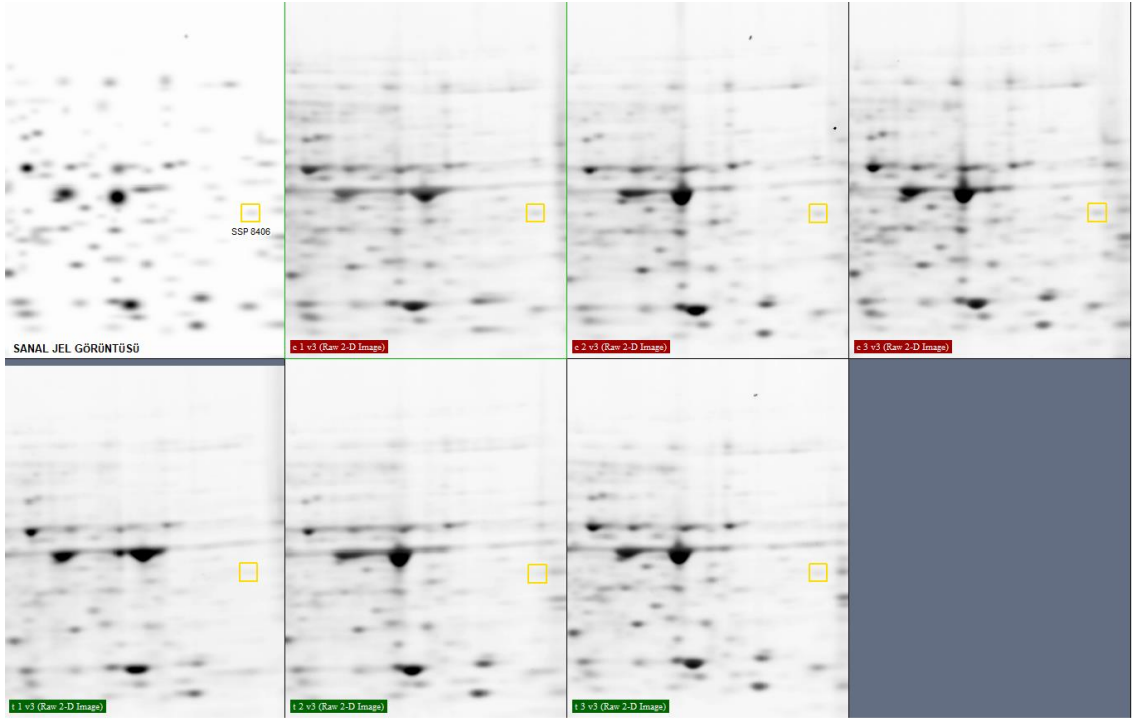 SSP 8406
SANAL JEL GÖRÜNTÜSÜ
c 1 v3 (Raw 2-D Image)
c 2 v3 (Raw 2-D Image)
c 3 v3 (Raw 2-D Image)
t 1 v3 (Raw 2-D Image)
t 2 v3 (Raw 2-D Image)
t 3 v3 (Raw 2-D Image)